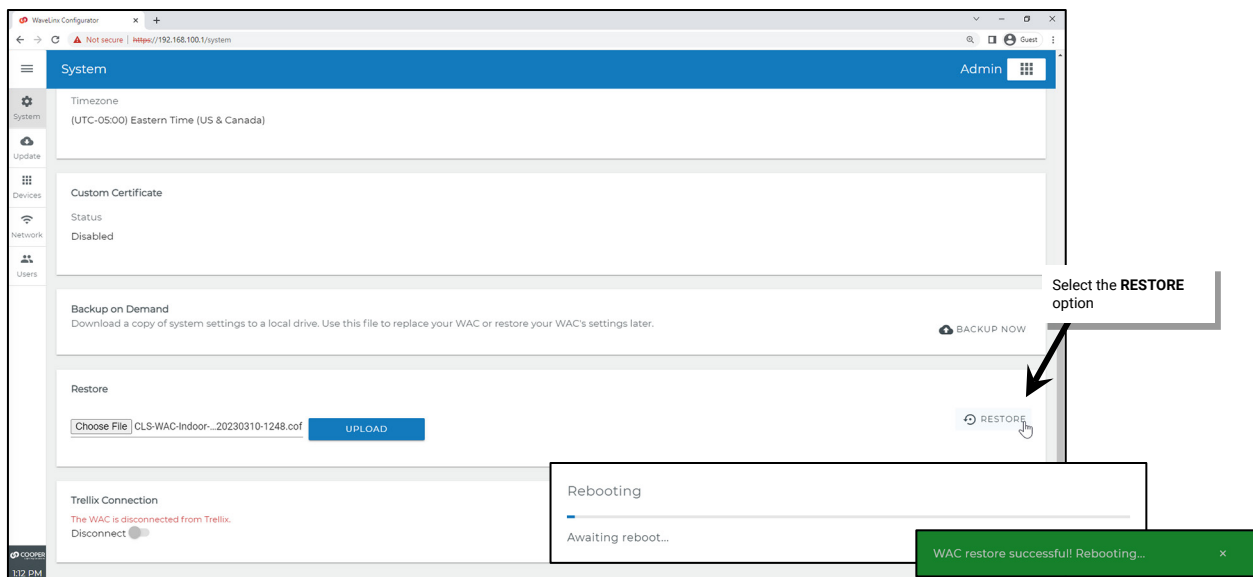 WaveLinx Configurator
Not secure | https://192.168.100.1/system
Guest
System
Admin
System
Update
Devices
Network
Users
Timezone
(UTC-05:00) Eastern Time (US & Canada)
Custom Certificate
Status
Disabled
Backup on Demand
Download a copy of system settings to a local drive. Use this file to replace your WAC or restore your WAC's settings later.
BACKUP NOW
Select the RESTORE
option
Restore
Choose File CLS-WAC-Indoor-...20230310-1248.cof
UPLOAD
RESTORE
Trellix Connection
The WAC is disconnected from Trellix.
Disconnect
Rebooting
Awaiting reboot...
WAC restore successful! Rebooting...
COOPER
1:12 PM